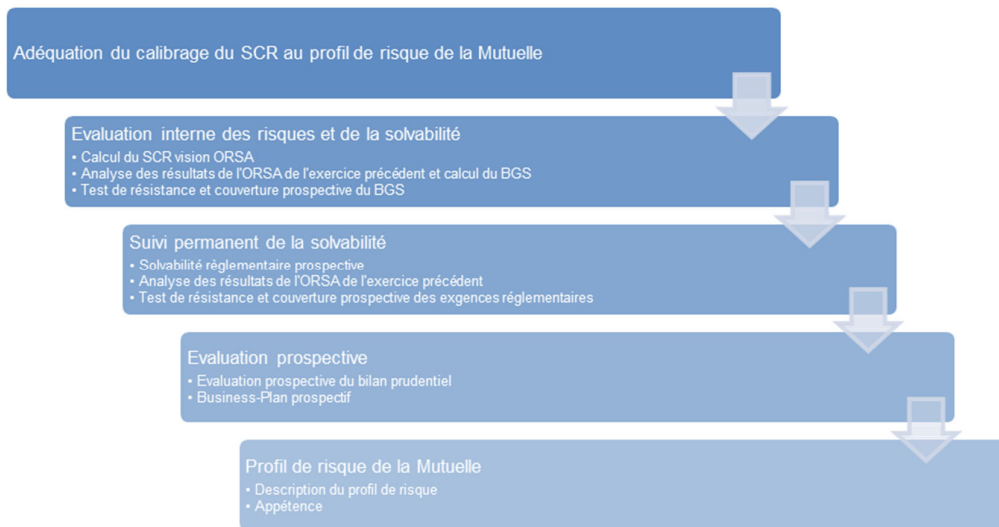 Adéquation du calibrage du SCR au profil de risque de la Mutuelle
Evaluation interne des risques et de la solvabilité
• Calcul du SCR vision ORSA
• Analyse des résultats de l'ORSA de l'exercice précédent et calcul du BGS
• Test de résistance et couverture prospective du BGS
Suivi permanent de la solvabilité
• Solvabilité règlementaire prospective
• Analyse des résultats de l'ORSA de l'exercice précédent
• Test de résistance et couverture prospective des exgences réglementaires
Evaluation prospective
• Evaluation prospective du bilan prudentiel
• Business-Plan prospectif
Profil de risque de la Mutuelle
• Description du profil de risque
• Appétence